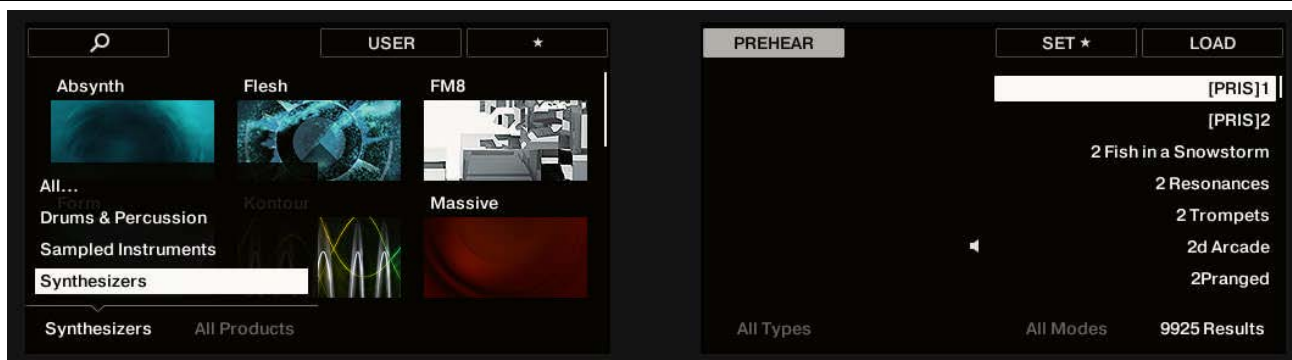 USER ★
PREHEAR SET ★ LOAD
Absynth Flesh FM8
All...
Form Kontour Massive
Drums & Percussion
Sampled Instruments
Synthesizers
Synthesizers All Products
[PRIS]1
[PRIS]2
2 Fish in a Snowstorm
2 Resonances
2 Trompets
2d Arcade
2Pranged
All Types All Modes 9925 Results